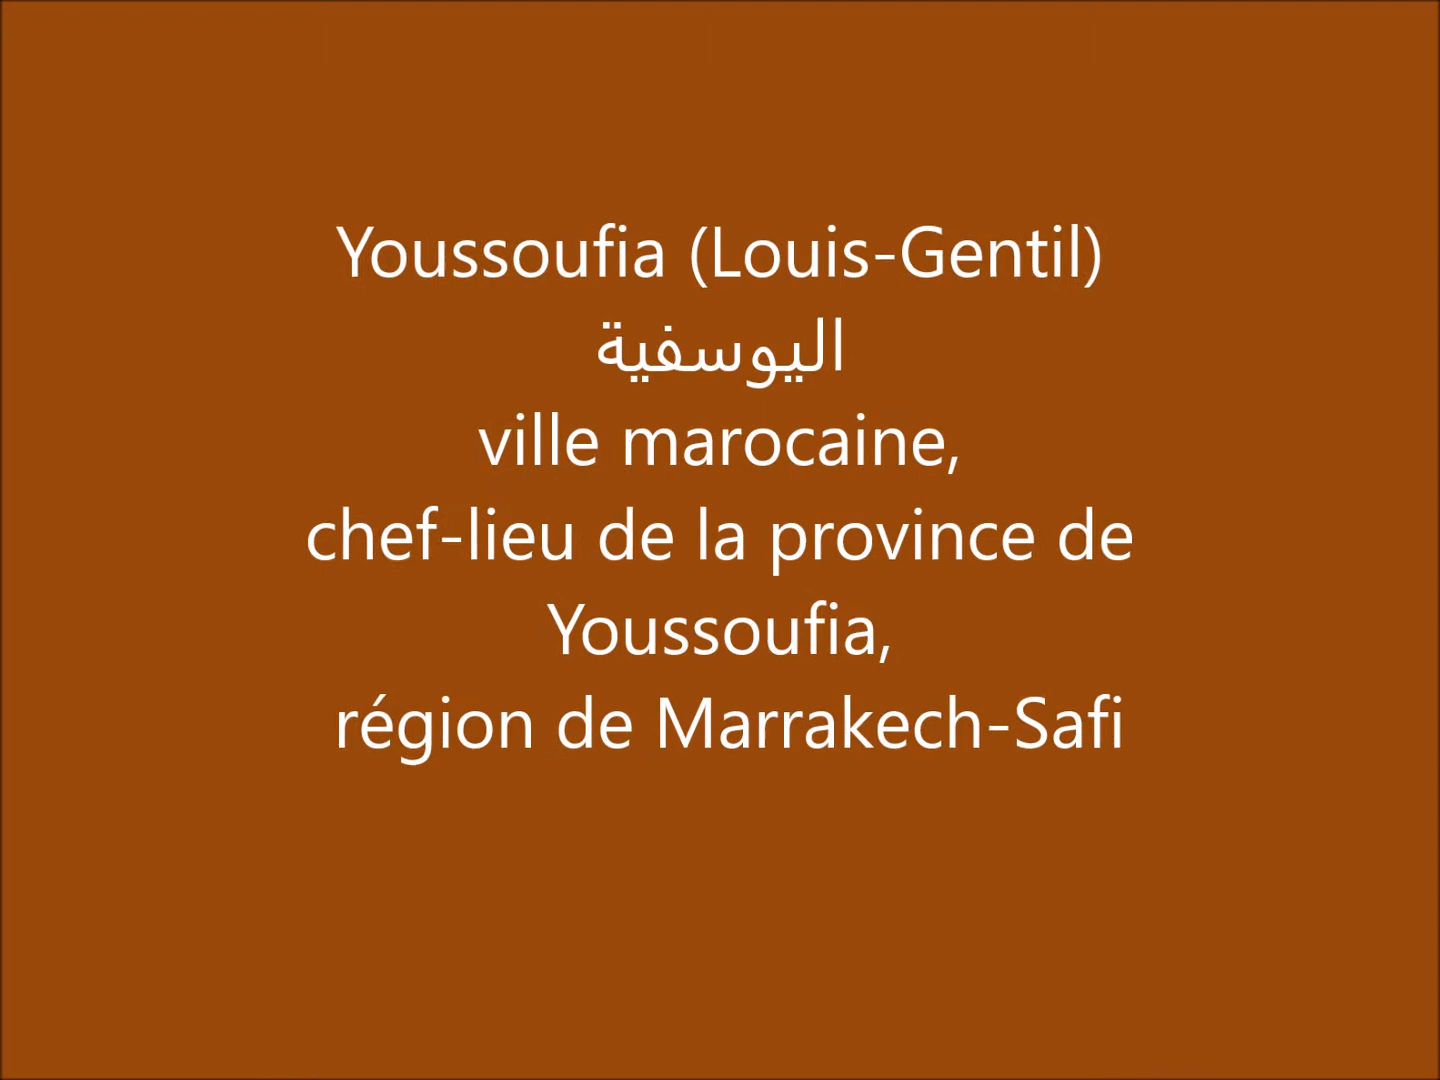 Youssoufia (Louis-Gentil)
اليوسفية
ville marocaine,
chef-lieu de la province de
Youssoufia,
région de Marrakech-Safi